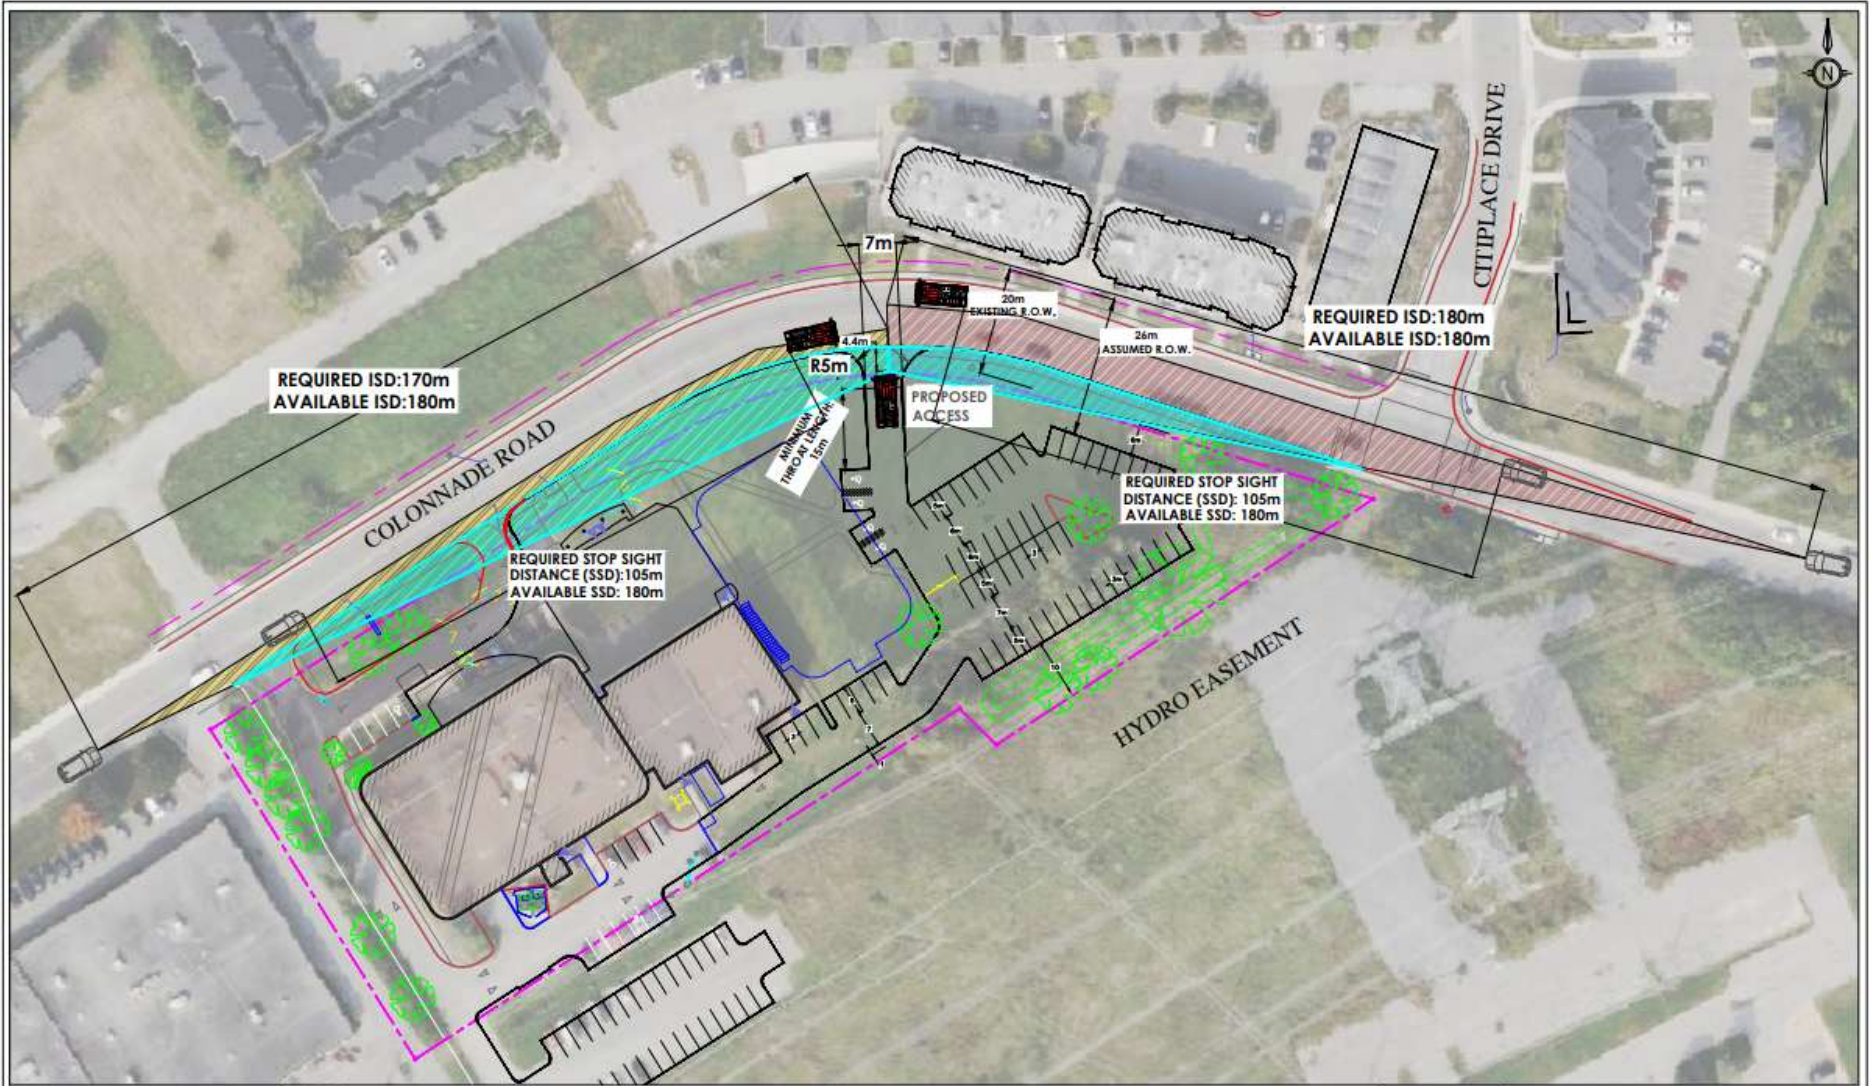 N
CITIPLACE DRIVE
7m
20m
EXISTING R.O.W.
26m
ASSUMED R.O.W.
REQUIRED ISD:180m
AVAILABLE ISD:180m
4.4m
R5m
REQUIRED ISD:170m
AVAILABLE ISD:180m
PROPOSED
ACCESS
MINIMUM
THROAT LENGTH:
15m
COLONNADE ROAD
REQUIRED STOP SIGHT
DISTANCE (SSD): 105m
AVAILABLE SSD: 180m
REQUIRED STOP SIGHT
DISTANCE (SSD):105m
AVAILABLE SSD: 180m
HYDRO EASEMENT
10